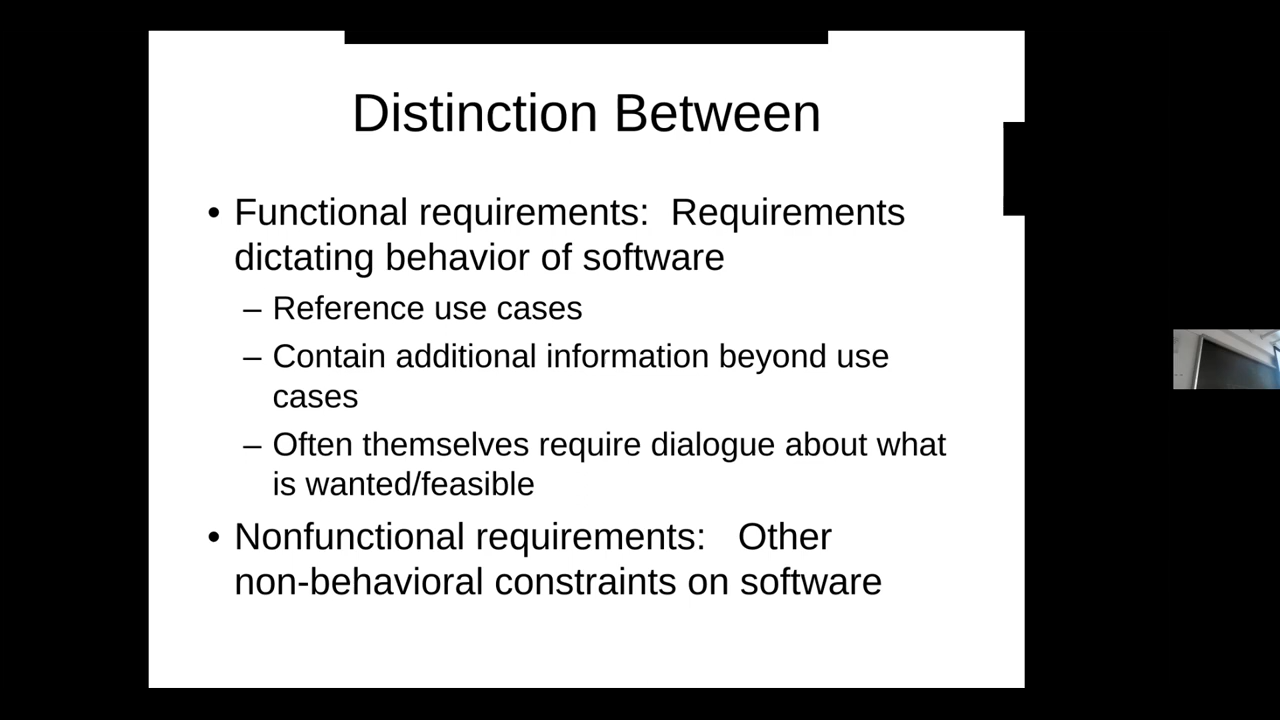 Distinction Between
• Functional requirements:  Requirements
dictating behavior of software
– Reference use cases
– Contain additional information beyond use
cases
– Often themselves require dialogue about what
is wanted/feasible
• Nonfunctional requirements:   Other
non-behavioral constraints on software